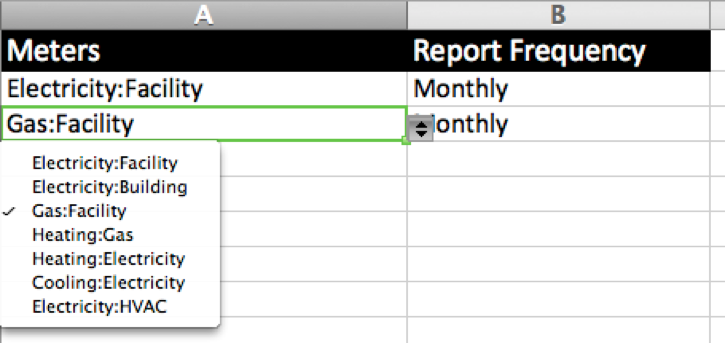 A B
Meters Report Frequency
Electricity:Facility Monthly
Gas:Facility onthly
Electricity:Facility
Electricity:Building
Gas:Facility
Heating:Gas
Heating:Electricity
Cooling:Electricity
Electricity:HVAC